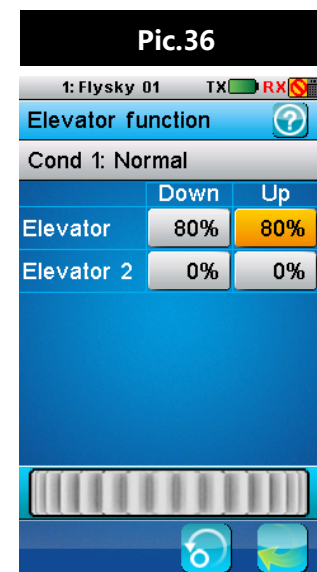 Pic.36
1: Flysky 01 TX RX
Elevator function ?
Cond 1: Normal
Down Up
Elevator 80% 80%
Elevator 2 0% 0%